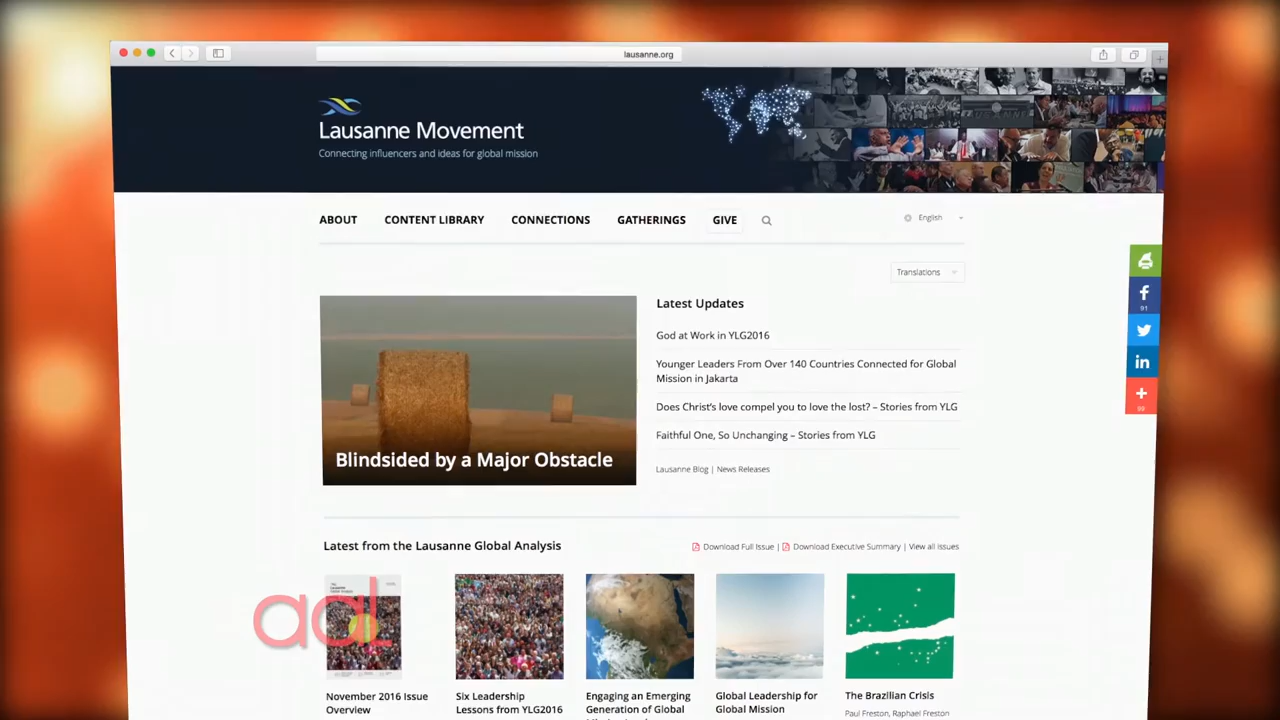 lausanne.org
Lausanne Movement
Connecting influencers and ideas for global mission
ABOUT
CONTENT LIBRARY
CONNECTIONS
GATHERINGS
GIVE
English
Translations
Blindsided by a Major Obstacle
Latest Updates
God at Work in YLG2016
Younger Leaders From Over 140 Countries Connected for Global
Mission in Jakarta
Does Christ's love compel you to love the lost? – Stories from YLG
Faithful One, So Unchanging – Stories from YLG
Lausanne Blog | News Releases
91
99
Latest from the Lausanne Global Analysis
Download Full Issue | Download Executive Summary | View all issues
November 2016 Issue
Overview
Six Leadership
Lessons from YLG2016
Engaging an Emerging
Generation of Global
Global Leadership for
Global Mission
The Brazilian Crisis
Paul Freston, Raphael Freston